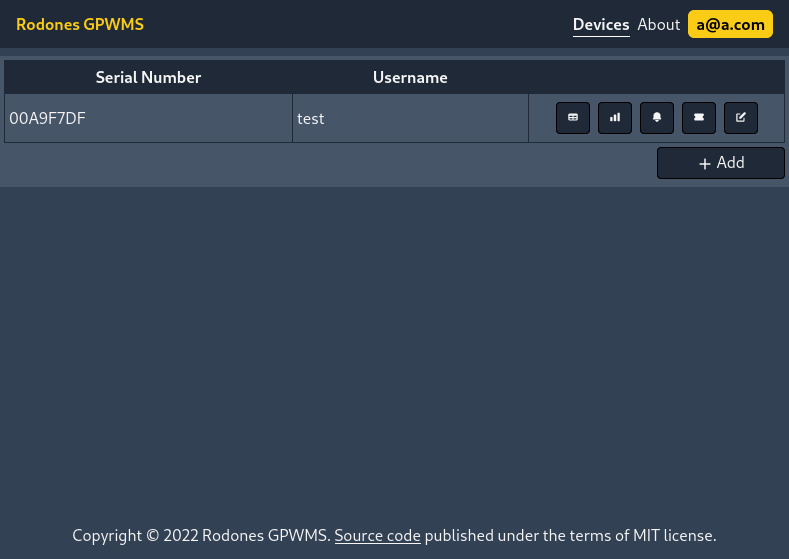 Rodones GPWMS Devices About a@a.com
Serial Number Username
00A9F7DF test
+ Add
Copyright © 2022 Rodones GPWMS. Source code published under the terms of MIT license.